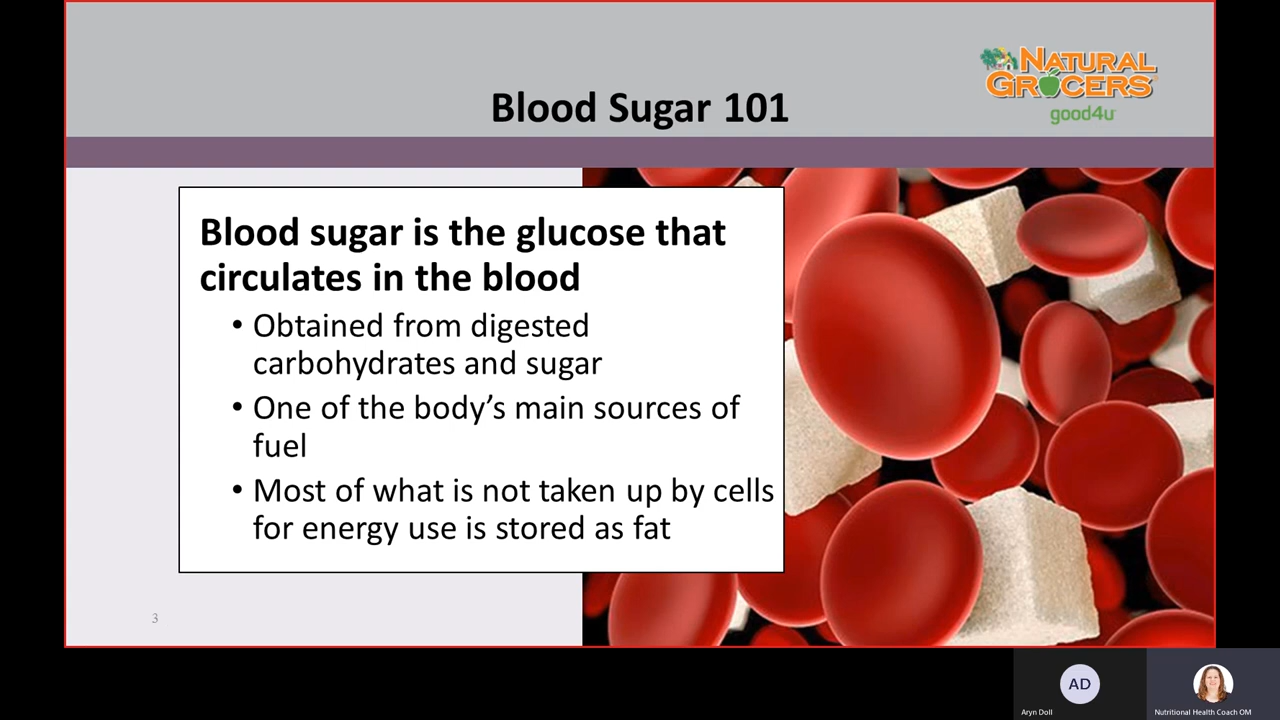 NATURAL
GROCERS
good4u
Blood Sugar 101
Blood sugar is the glucose that
circulates in the blood
• Obtained from digested
carbohydrates and sugar
• One of the body’s main sources of
fuel
• Most of what is not taken up by cells
for energy use is stored as fat
3
AD
Aryn Doll
Nutritional Health Coach OM